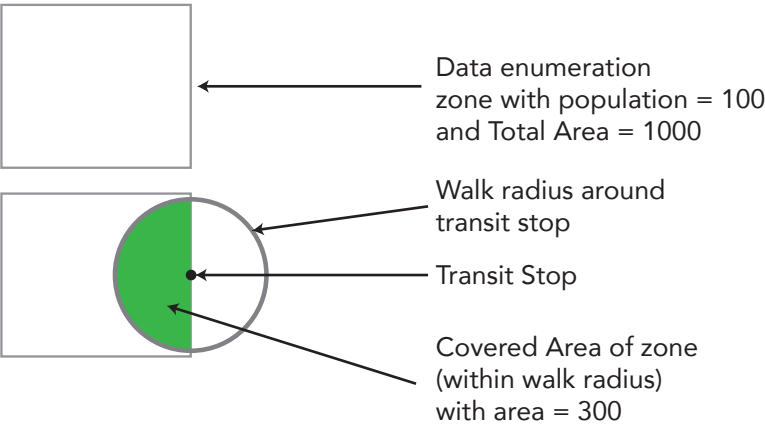 Data enumeration
zone with population = 100
and Total Area = 1000
Walk radius around
transit stop
Transit Stop
Covered Area of zone
(within walk radius)
with area = 300